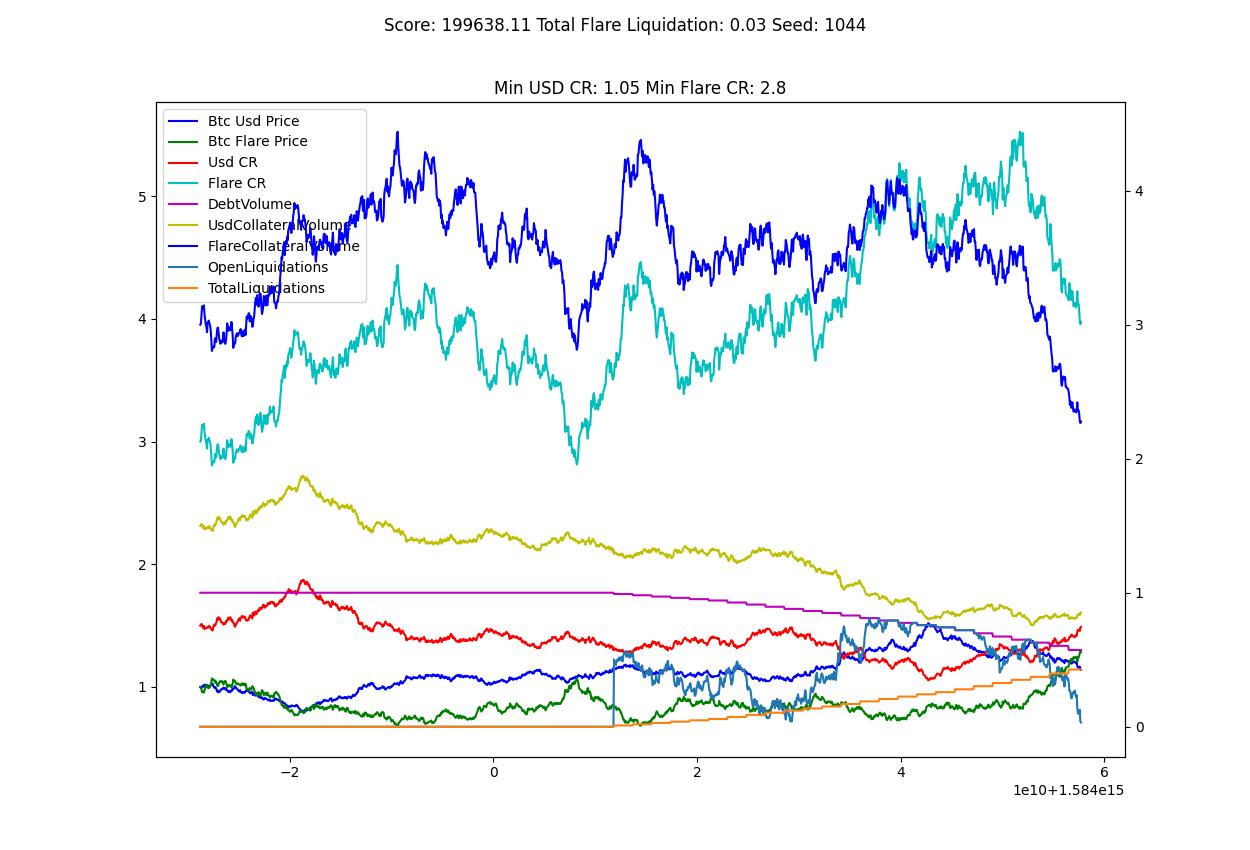 Score: 199638.11 Total Flare Liquidation: 0.03 Seed: 1044
Min USD CR: 1.05 Min Flare CR: 2.8
Btc Usd Price
Btc Flare Price
Usd CR
Flare CR
DebtVolume
UsdCollateralVolume
FlareCollateralVolume
OpenLiquidations
TotalLiquidations
5
4
3
2
1
4
3
2
1
0
−2
0
2
4
6
1e10+1.584e15